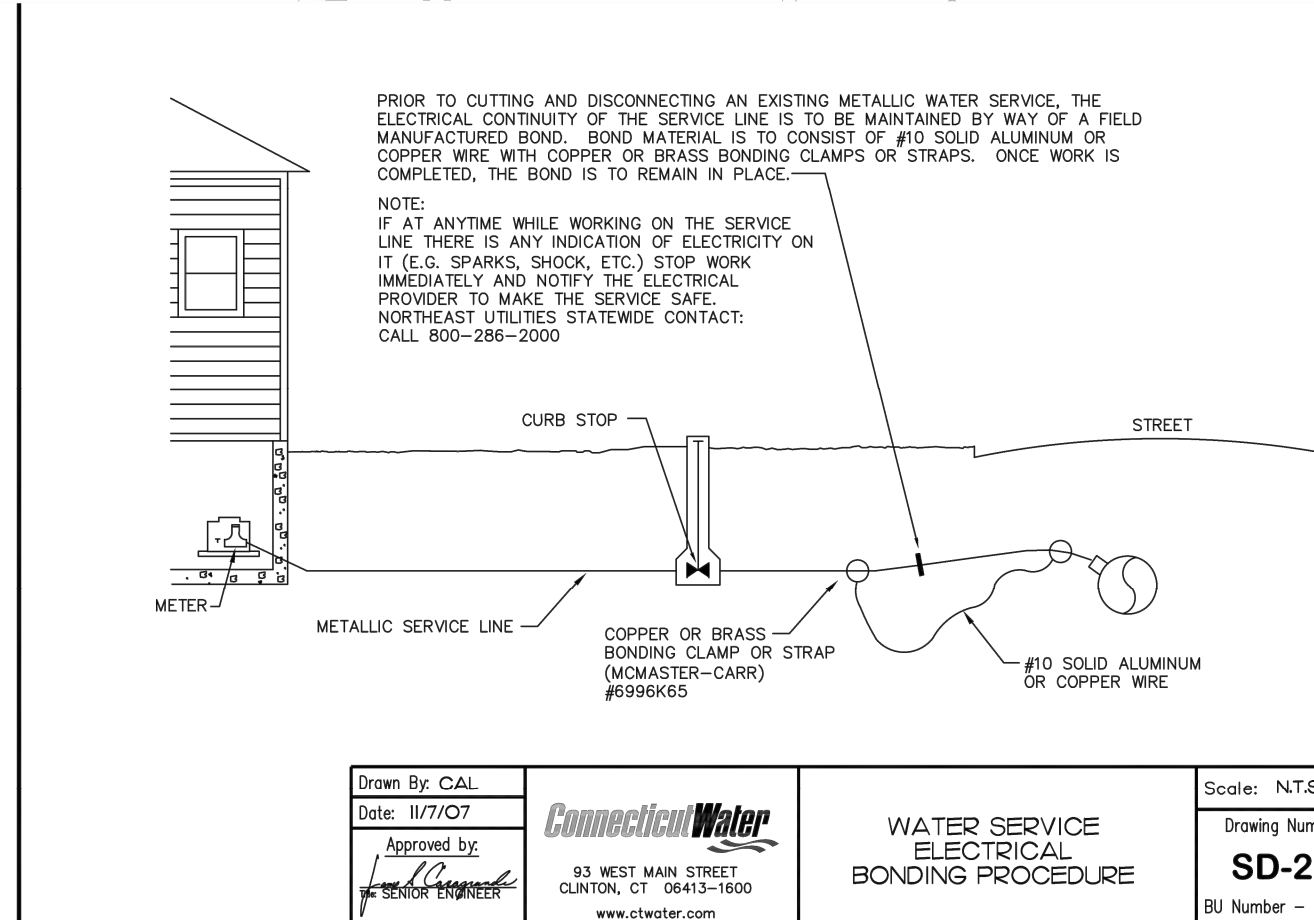 PRIOR TO CUTTING AND DISCONNECTING AN EXISTING METALLIC WATER SERVICE, THE
ELECTRICAL CONTINUITY OF THE SERVICE LINE IS TO BE MAINTAINED BY WAY OF A FIELD
MANUFACTURED BOND. BOND MATERIAL IS TO CONSIST OF #10 SOLID ALUMINUM OR
COPPER WIRE WITH COPPER OR BRASS BONDING CLAMPS OR STRAPS. ONCE WORK IS
COMPLETED, THE BOND IS TO REMAIN IN PLACE.
NOTE:
IF AT ANYTIME WHILE WORKING ON THE SERVICE
LINE THERE IS ANY INDICATION OF ELECTRICITY ON
IT (E.G. SPARKS, SHOCK, ETC.) STOP WORK
IMMEDIATELY AND NOTIFY THE ELECTRICAL
PROVIDER TO MAKE THE SERVICE SAFE.
NORTHEAST UTILITIES STATEWIDE CONTACT:
CALL 800-286-2000
CURB STOP
STREET
METER
METALLIC SERVICE LINE
COPPER OR BRASS
BONDING CLAMP OR STRAP
(MCMASTER-CARR)
#6996K65
#10 SOLID ALUMINUM
OR COPPER WIRE
Drawn By: CAL
Date: 11/7/07
Approved by:
Title: SENIOR ENGINEER
ConnecticutWater
93 WEST MAIN STREET
CLINTON, CT 06413-1600
www.ctwater.com
WATER SERVICE
ELECTRICAL
BONDING PROCEDURE
Scale: N.T.S
Drawing Num
SD-2
BU Number -